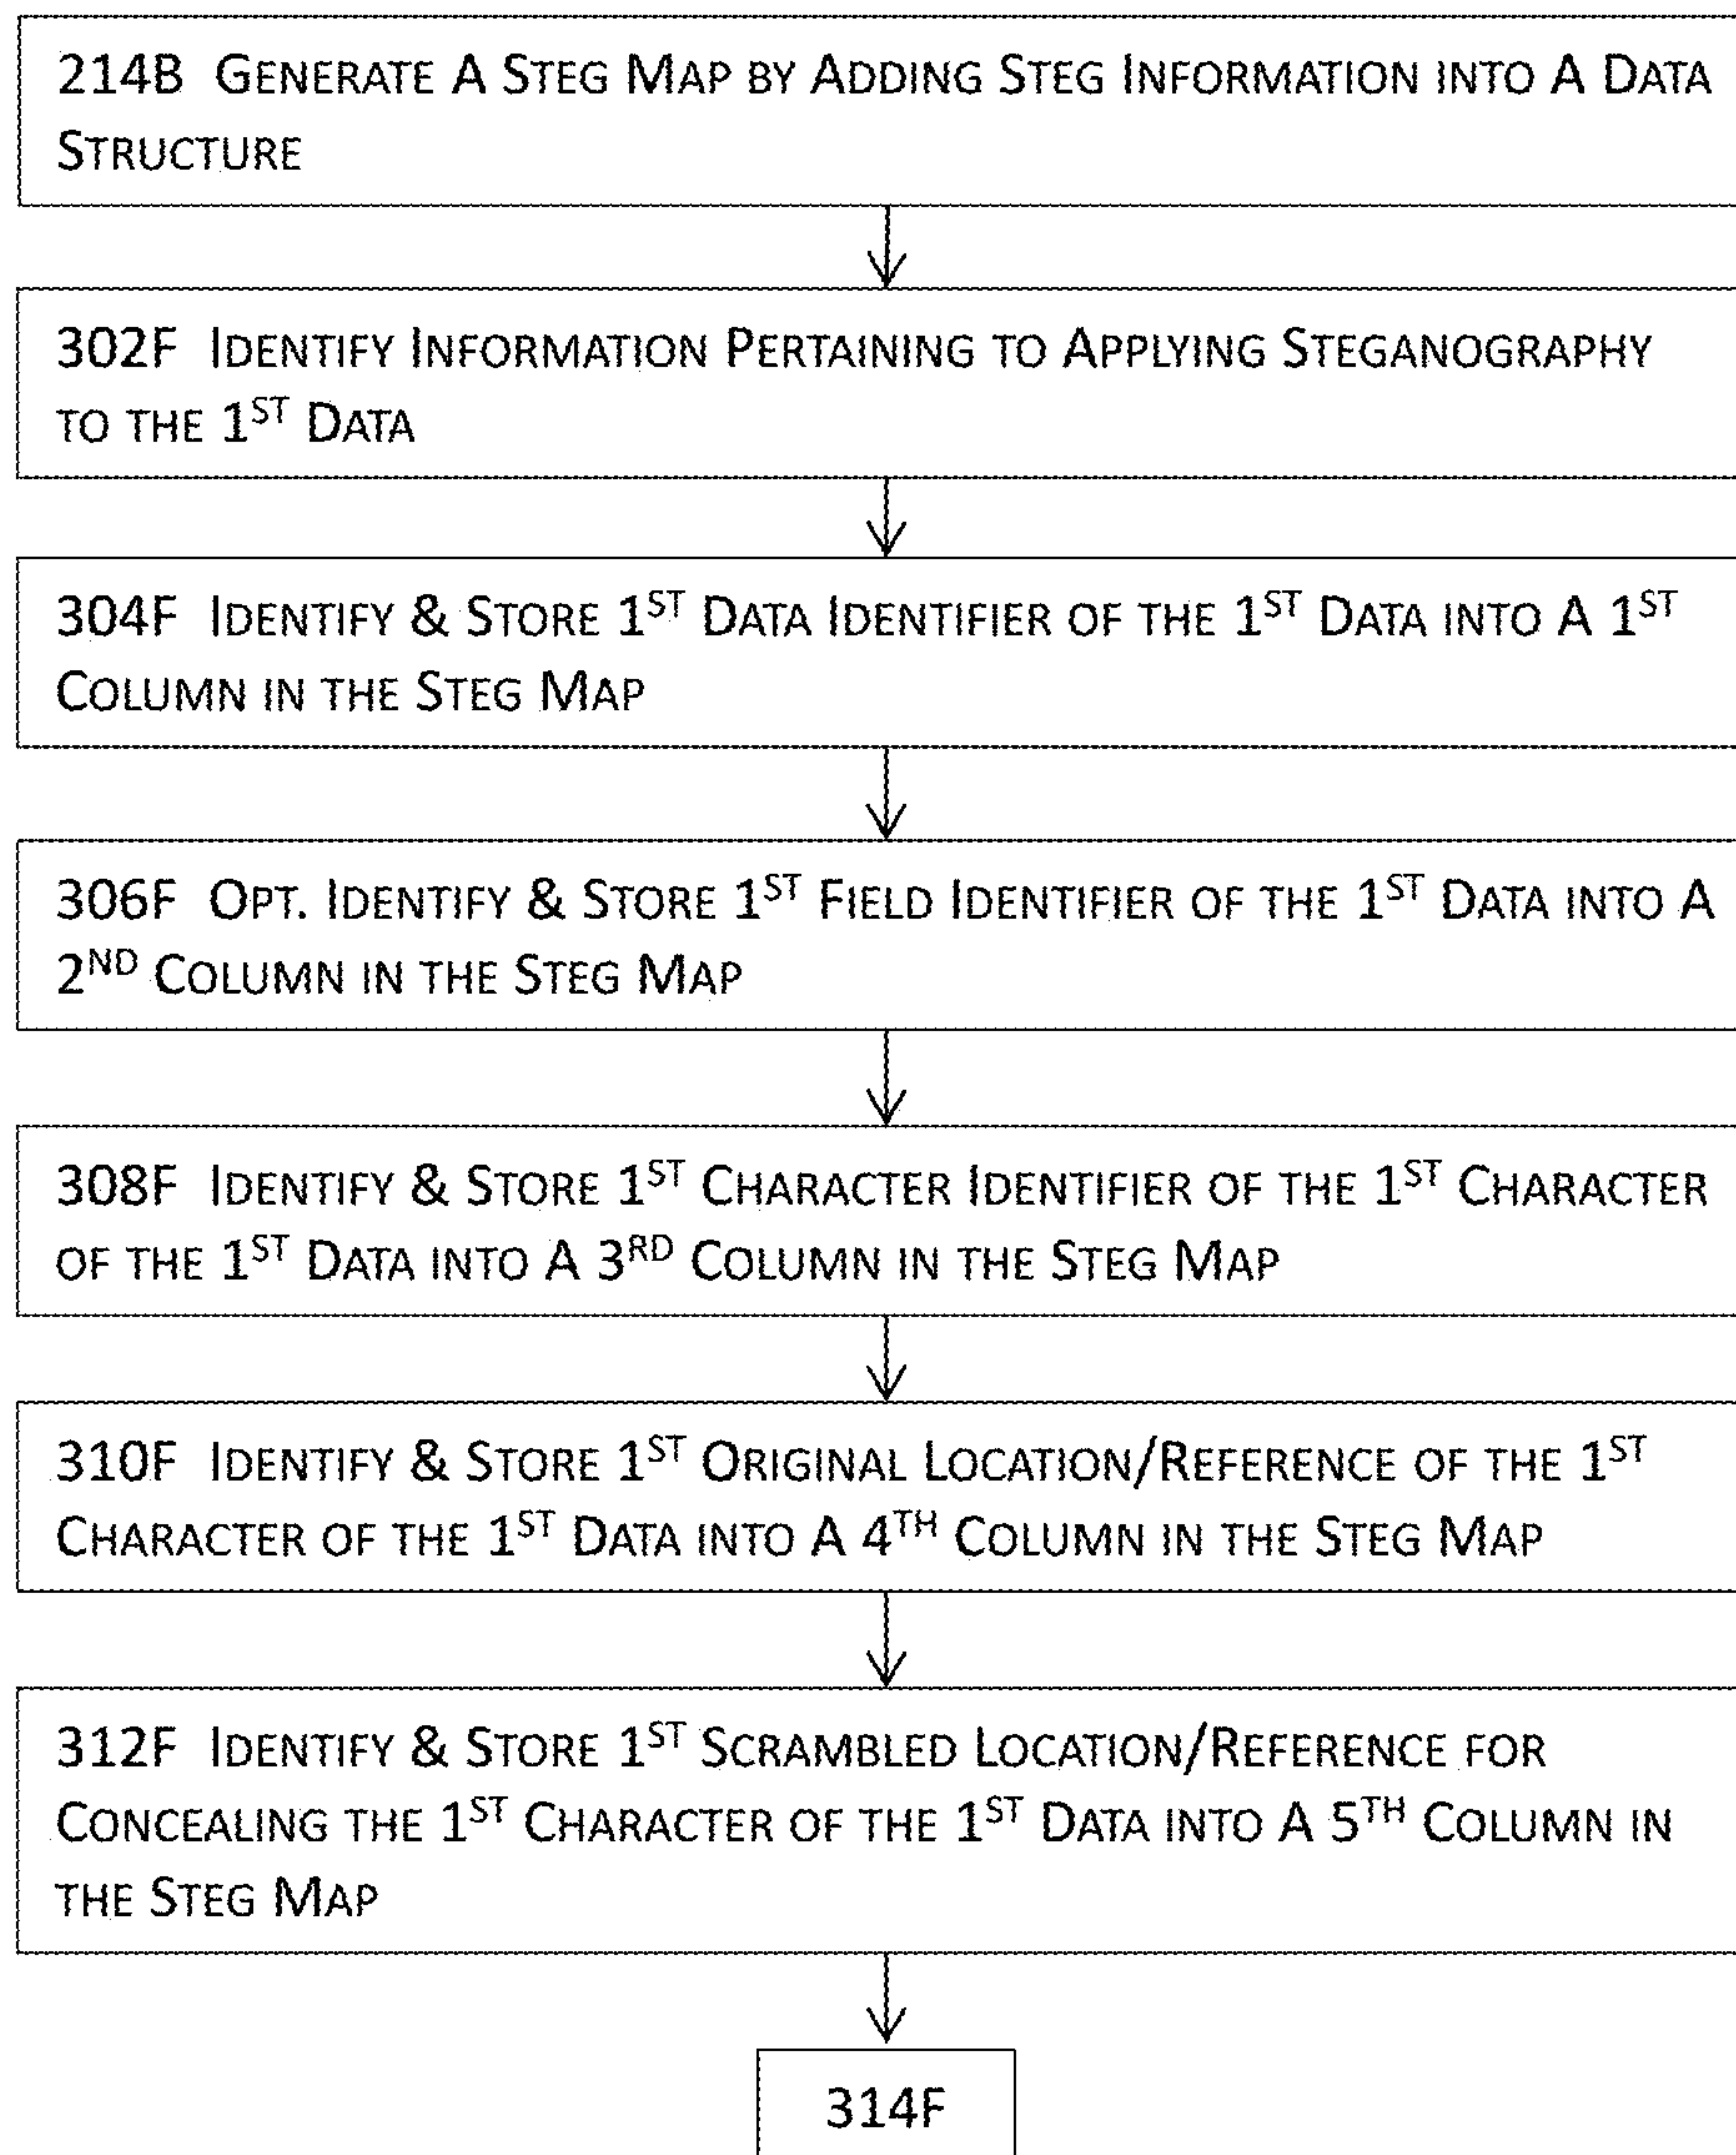 214B GENERATE A STEG MAP BY ADDING STEG INFORMATION INTO A DATA
STRUCTURE
302F IDENTIFY INFORMATION PERTAINING TO APPLYING STEGANOGRAPHY
TO THE 1ST DATA
304F IDENTIFY & STORE 1ST DATA IDENTIFIER OF THE 1ST DATA INTO A 1ST
COLUMN IN THE STEG MAP
306F OPT. IDENTIFY & STORE 1ST FIELD IDENTIFIER OF THE 1ST DATA INTO A
2ND COLUMN IN THE STEG MAP
308F IDENTIFY & STORE 1ST CHARACTER IDENTIFIER OF THE 1ST CHARACTER
OF THE 1ST DATA INTO A 3RD COLUMN IN THE STEG MAP
310F IDENTIFY & STORE 1ST ORIGINAL LOCATION/REFERENCE OF THE 1ST
CHARACTER OF THE 1ST DATA INTO A 4TH COLUMN IN THE STEG MAP
312F IDENTIFY & STORE 1ST SCRAMBLED LOCATION/REFERENCE FOR
CONCEALING THE 1ST CHARACTER OF THE 1ST DATA INTO A 5TH COLUMN IN
THE STEG MAP
314F